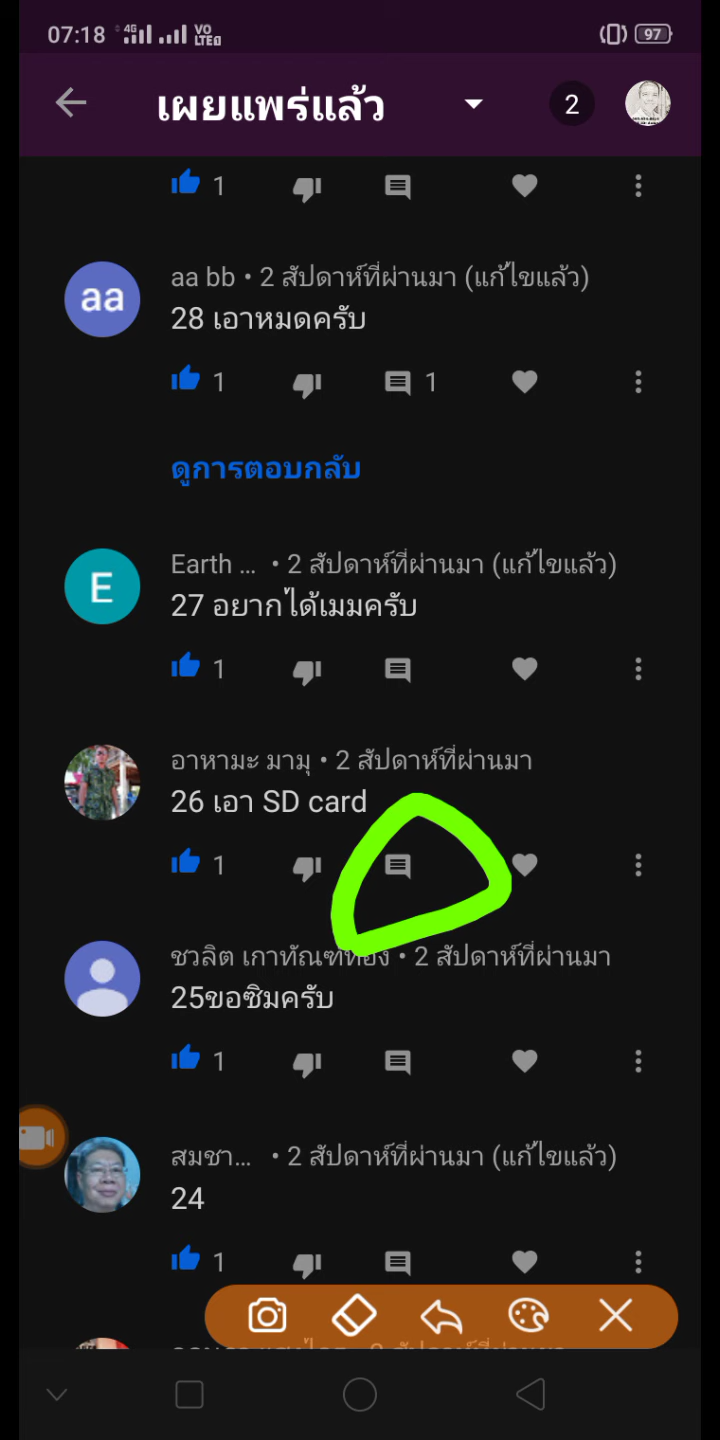 07:18 4G VO LTE 97
เผยแพร่แล้ว 2
1
aa
aa bb • 2 สัปดาห์ที่ผ่านมา (แก้ไขแล้ว)
28 เอาหมดครับ
1 1
ดูการตอบกลับ
E
Earth ... • 2 สัปดาห์ที่ผ่านมา (แก้ไขแล้ว)
27 อยากได้เมมครับ
1
อาหามะ มามุ • 2 สัปดาห์ที่ผ่านมา
26 เอา SD card
1
ชวลิต เกาทัณฑ์ทอง • 2 สัปดาห์ที่ผ่านมา
25ขอซิมครับ
1
สมชา... • 2 สัปดาห์ที่ผ่านมา (แก้ไขแล้ว)
24
1